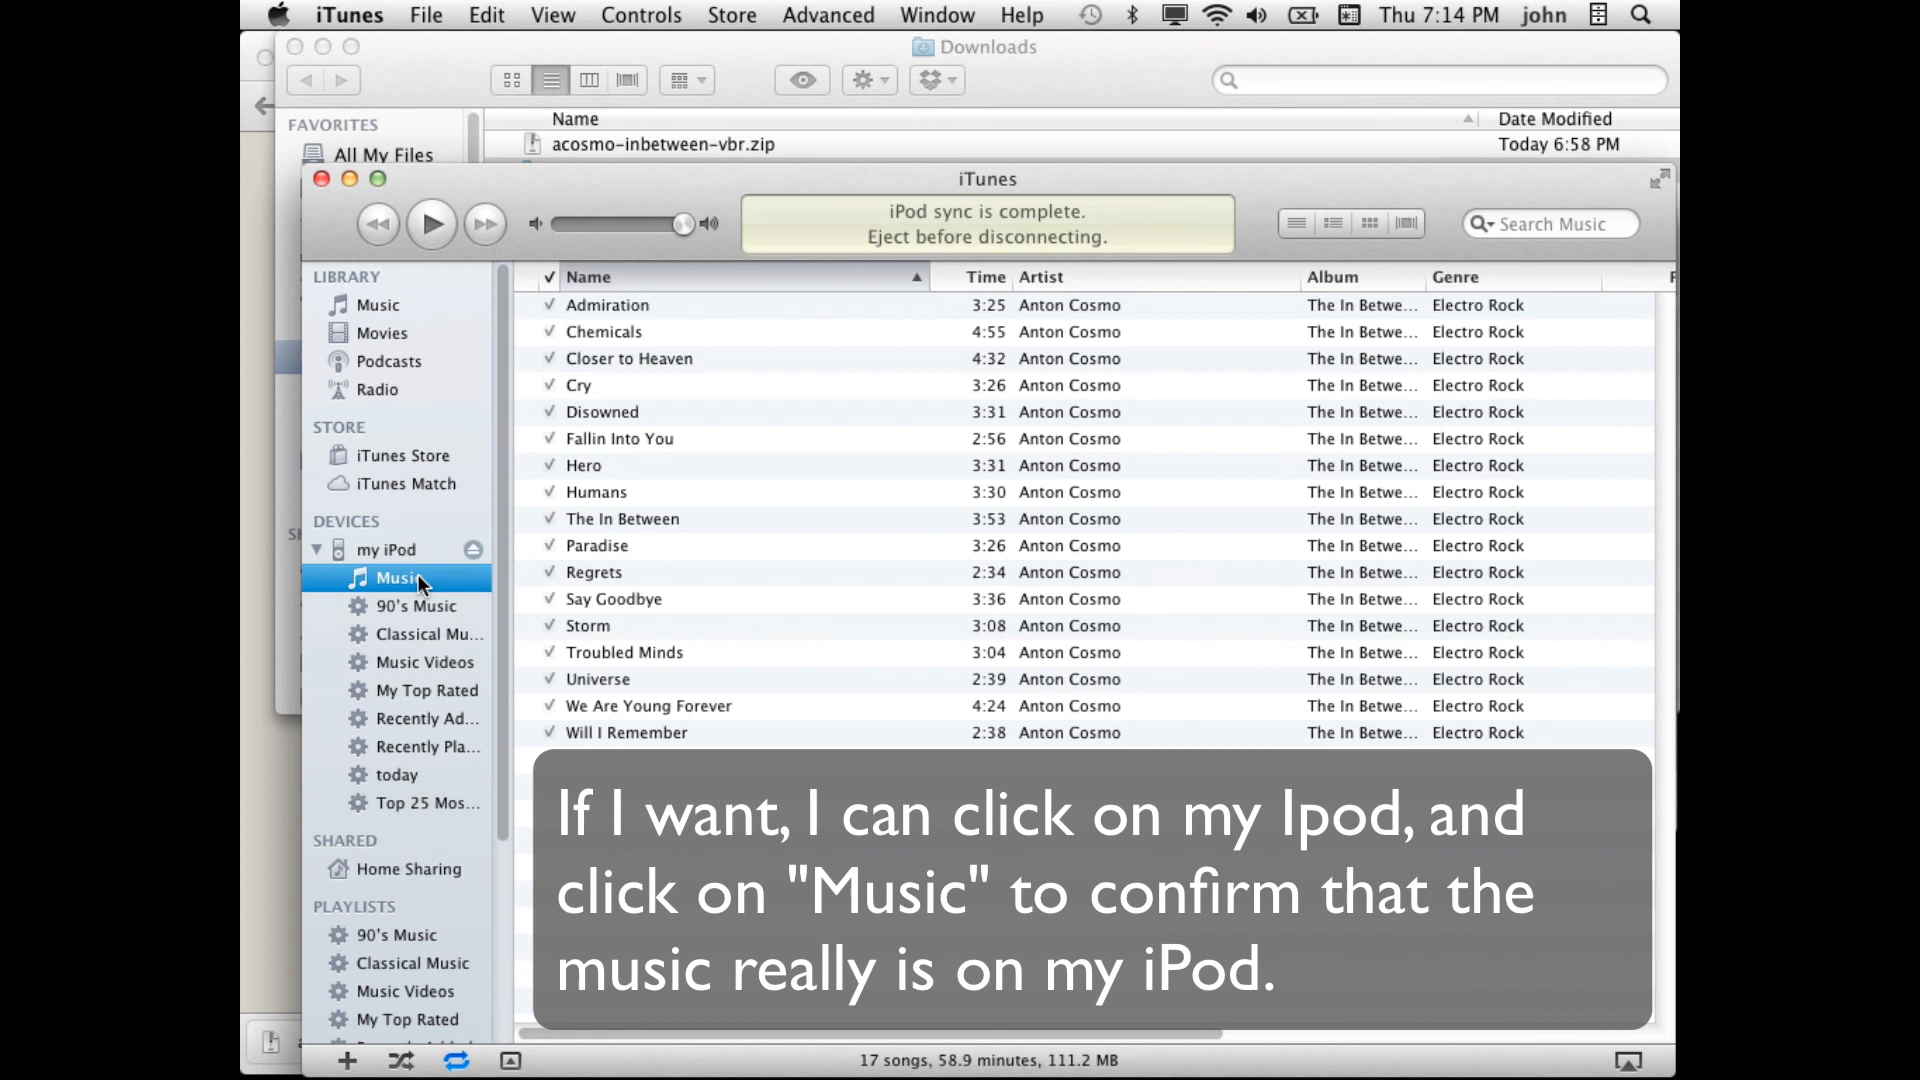 iTunes File Edit View Controls Store Advanced Window Help Thu 7:14 PM john
Downloads
FAVORITES
All My Files
Name Date Modified
acosmo-inbetween-vbr.zip Today 6:58 PM
iTunes
iPod sync is complete.
Eject before disconnecting.
Search Music
LIBRARY
Music
Movies
Podcasts
Radio
STORE
iTunes Store
iTunes Match
DEVICES
my iPod
Music
90's Music
Classical Mu...
Music Videos
My Top Rated
Recently Ad...
Recently Pla...
today
Top 25 Mos...
SHARED
Home Sharing
PLAYLISTS
90's Music
Classical Music
Music Videos
My Top Rated
✓ Name Time Artist Album Genre
✓ Admiration 3:25 Anton Cosmo The In Betwe... Electro Rock
✓ Chemicals 4:55 Anton Cosmo The In Betwe... Electro Rock
✓ Closer to Heaven 4:32 Anton Cosmo The In Betwe... Electro Rock
✓ Cry 3:26 Anton Cosmo The In Betwe... Electro Rock
✓ Disowned 3:31 Anton Cosmo The In Betwe... Electro Rock
✓ Fallin Into You 2:56 Anton Cosmo The In Betwe... Electro Rock
✓ Hero 3:31 Anton Cosmo The In Betwe... Electro Rock
✓ Humans 3:30 Anton Cosmo The In Betwe... Electro Rock
✓ The In Between 3:53 Anton Cosmo The In Betwe... Electro Rock
✓ Paradise 3:26 Anton Cosmo The In Betwe... Electro Rock
✓ Regrets 2:34 Anton Cosmo The In Betwe... Electro Rock
✓ Say Goodbye 3:36 Anton Cosmo The In Betwe... Electro Rock
✓ Storm 3:08 Anton Cosmo The In Betwe... Electro Rock
✓ Troubled Minds 3:04 Anton Cosmo The In Betwe... Electro Rock
✓ Universe 2:39 Anton Cosmo The In Betwe... Electro Rock
✓ We Are Young Forever 4:24 Anton Cosmo The In Betwe... Electro Rock
✓ Will I Remember 2:38 Anton Cosmo The In Betwe... Electro Rock
If I want, I can click on my Ipod, and
click on "Music" to confirm that the
music really is on my iPod.
17 songs, 58.9 minutes, 111.2 MB